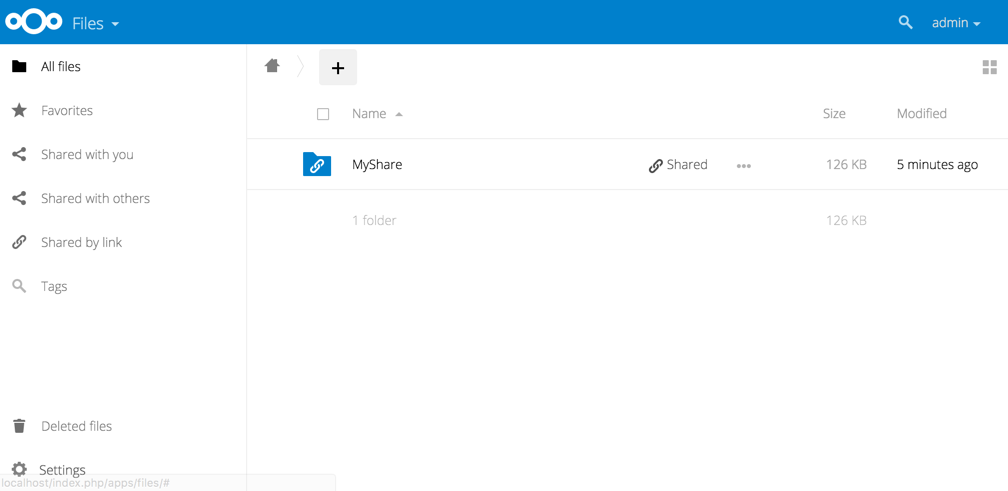 Files
admin
All files
Favorites
Shared with you
Shared with others
Shared by link
Tags
Deleted files
Settings
localhost/index.php/apps/files/#
+
Name Size Modified
MyShare Shared ••• 126 KB 5 minutes ago
1 folder 126 KB